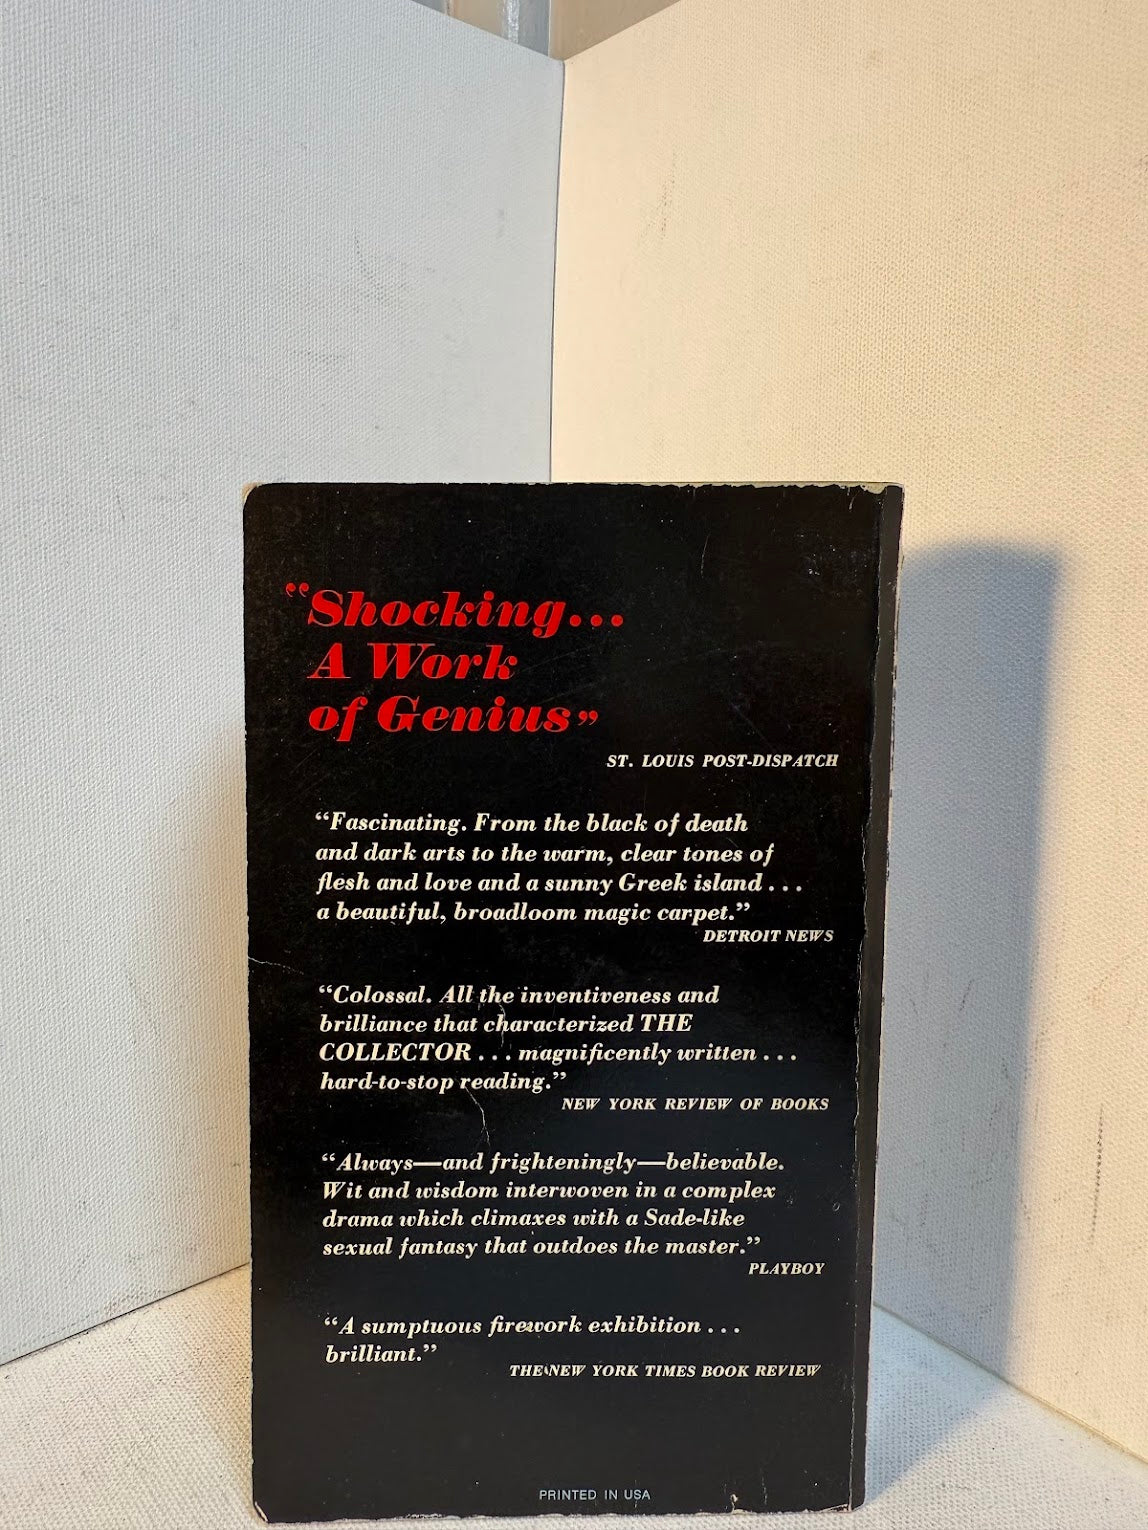 “Shocking...
A Work
of Genius”
ST. LOUIS POST-DISPATCH
“Fascinating. From the black of death
and dark arts to the warm, clear tones of
flesh and love and a sunny Greek island . . .
a beautiful, broadloom magic carpet.”
DETROIT NEWS
“Colossal. All the inventiveness and
brilliance that characterized THE
COLLECTOR . . . magnificently written . . .
hard-to-stop reading.”
NEW YORK REVIEW OF BOOKS
“Always—and frighteningly—believable.
Wit and wisdom interwoven in a complex
drama which climaxes with a Sade-like
sexual fantasy that outdoes the master.”
PLAYBOY
“A sumptuous firework exhibition . . .
brilliant.”
THE NEW YORK TIMES BOOK REVIEW
PRINTED IN USA